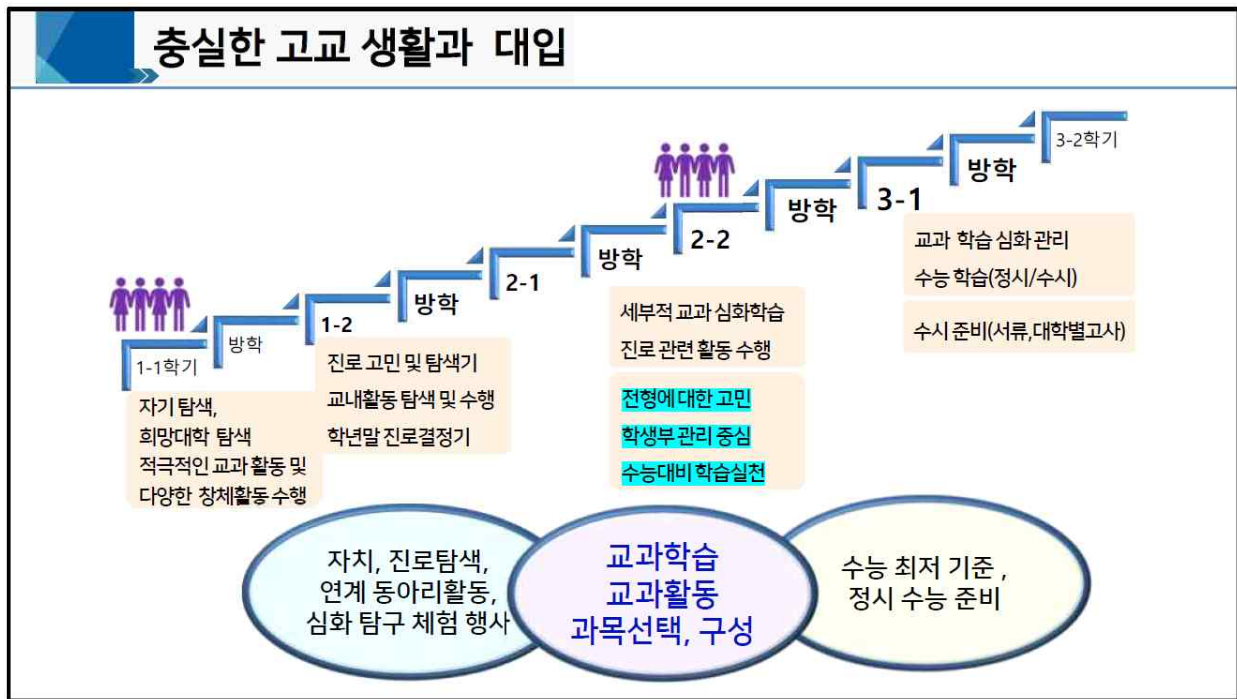 충실한 고교 생활과 대입
1-1학기
방학
1-2
방학
2-1
방학
2-2
방학
3-1
방학
3-2학기
자기 탐색,
희망대학 탐색
적극적인 교과 활동 및
다양한 창체활동 수행
진로 고민 및 탐색기
교내활동 탐색 및 수행
학년말 진로결정기
세부적 교과 심화학습
진로 관련 활동 수행
전형에 대한 고민
학생부 관리 중심
수능대비 학습실천
교과 학습 심화 관리
수능 학습(정시/수시)
수시 준비(서류,대학별고사)
자치, 진로탐색,
연계 동아리활동,
심화 탐구 체험 행사
교과학습
교과활동
과목선택, 구성
수능 최저 기준 ,
정시 수능 준비